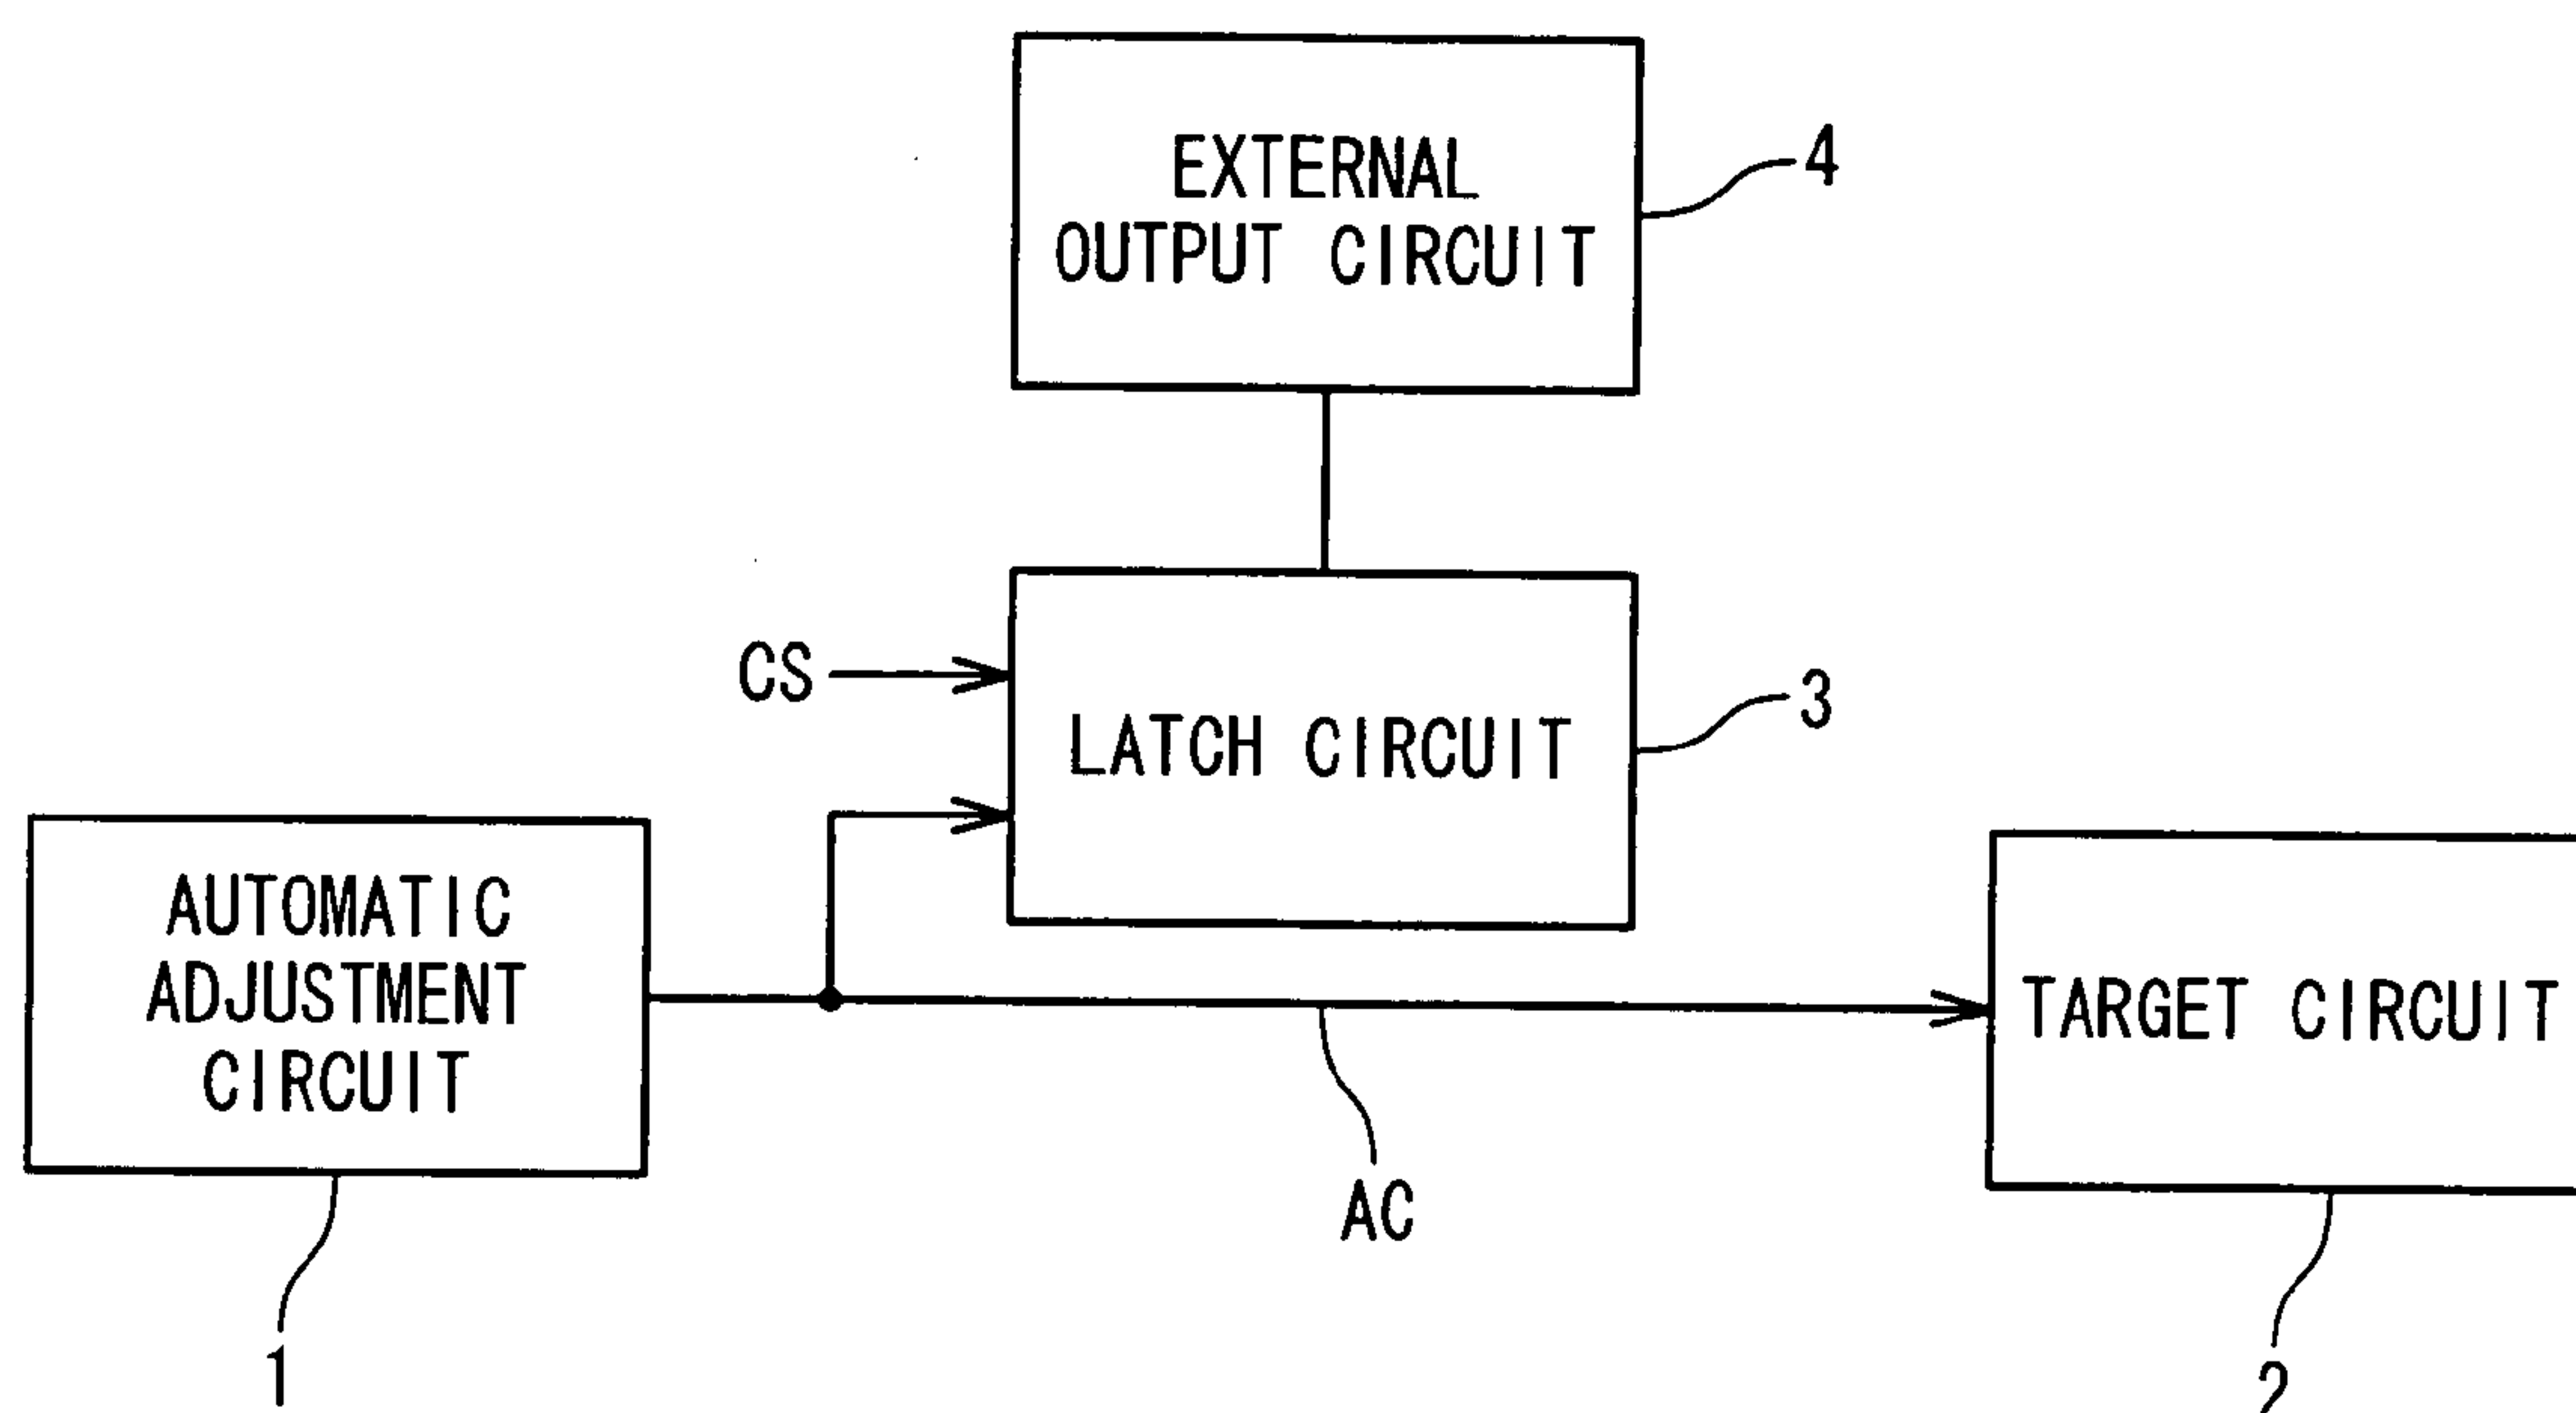 EXTERNAL
OUTPUT CIRCUIT
4
CS
LATCH CIRCUIT
3
AUTOMATIC
ADJUSTMENT
CIRCUIT
TARGET CIRCUIT
AC
1
2